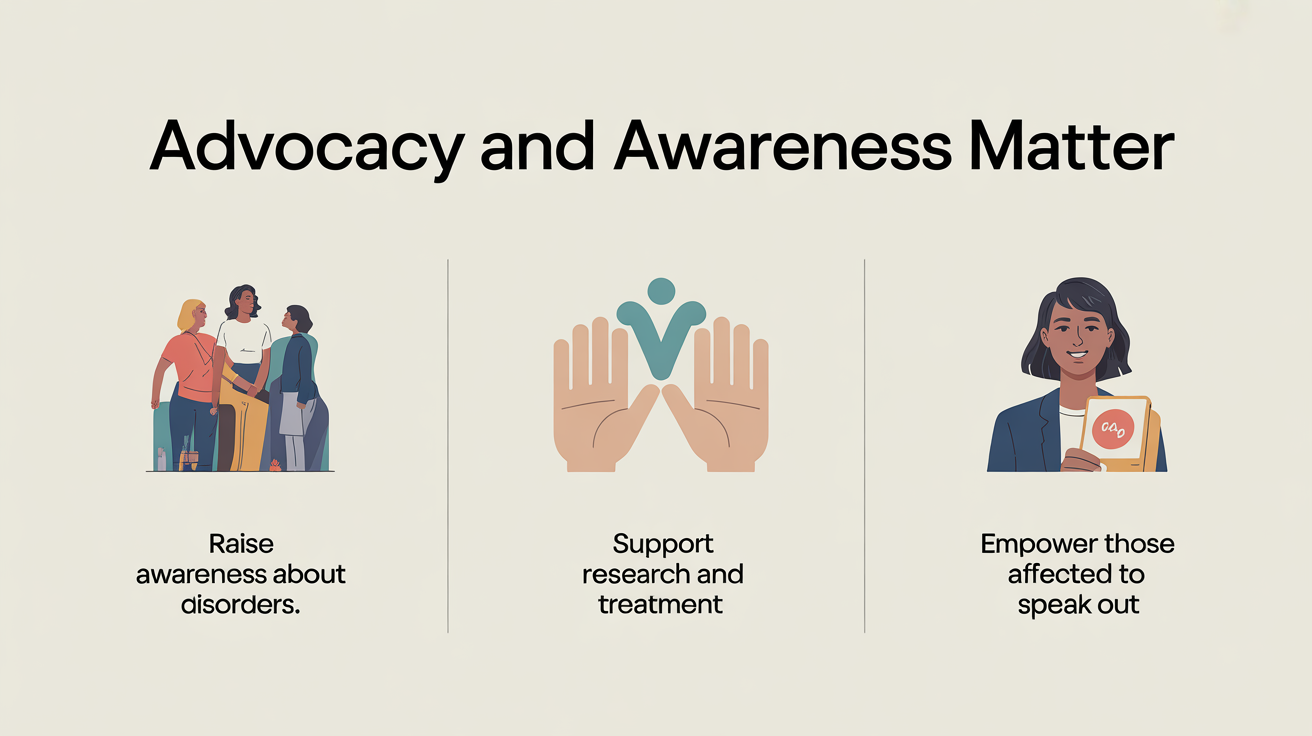 Advocacy and Awareness Matter
Raise
awareness about
disorders.
Support
research and
treatment
Empower those
affected to
speak out